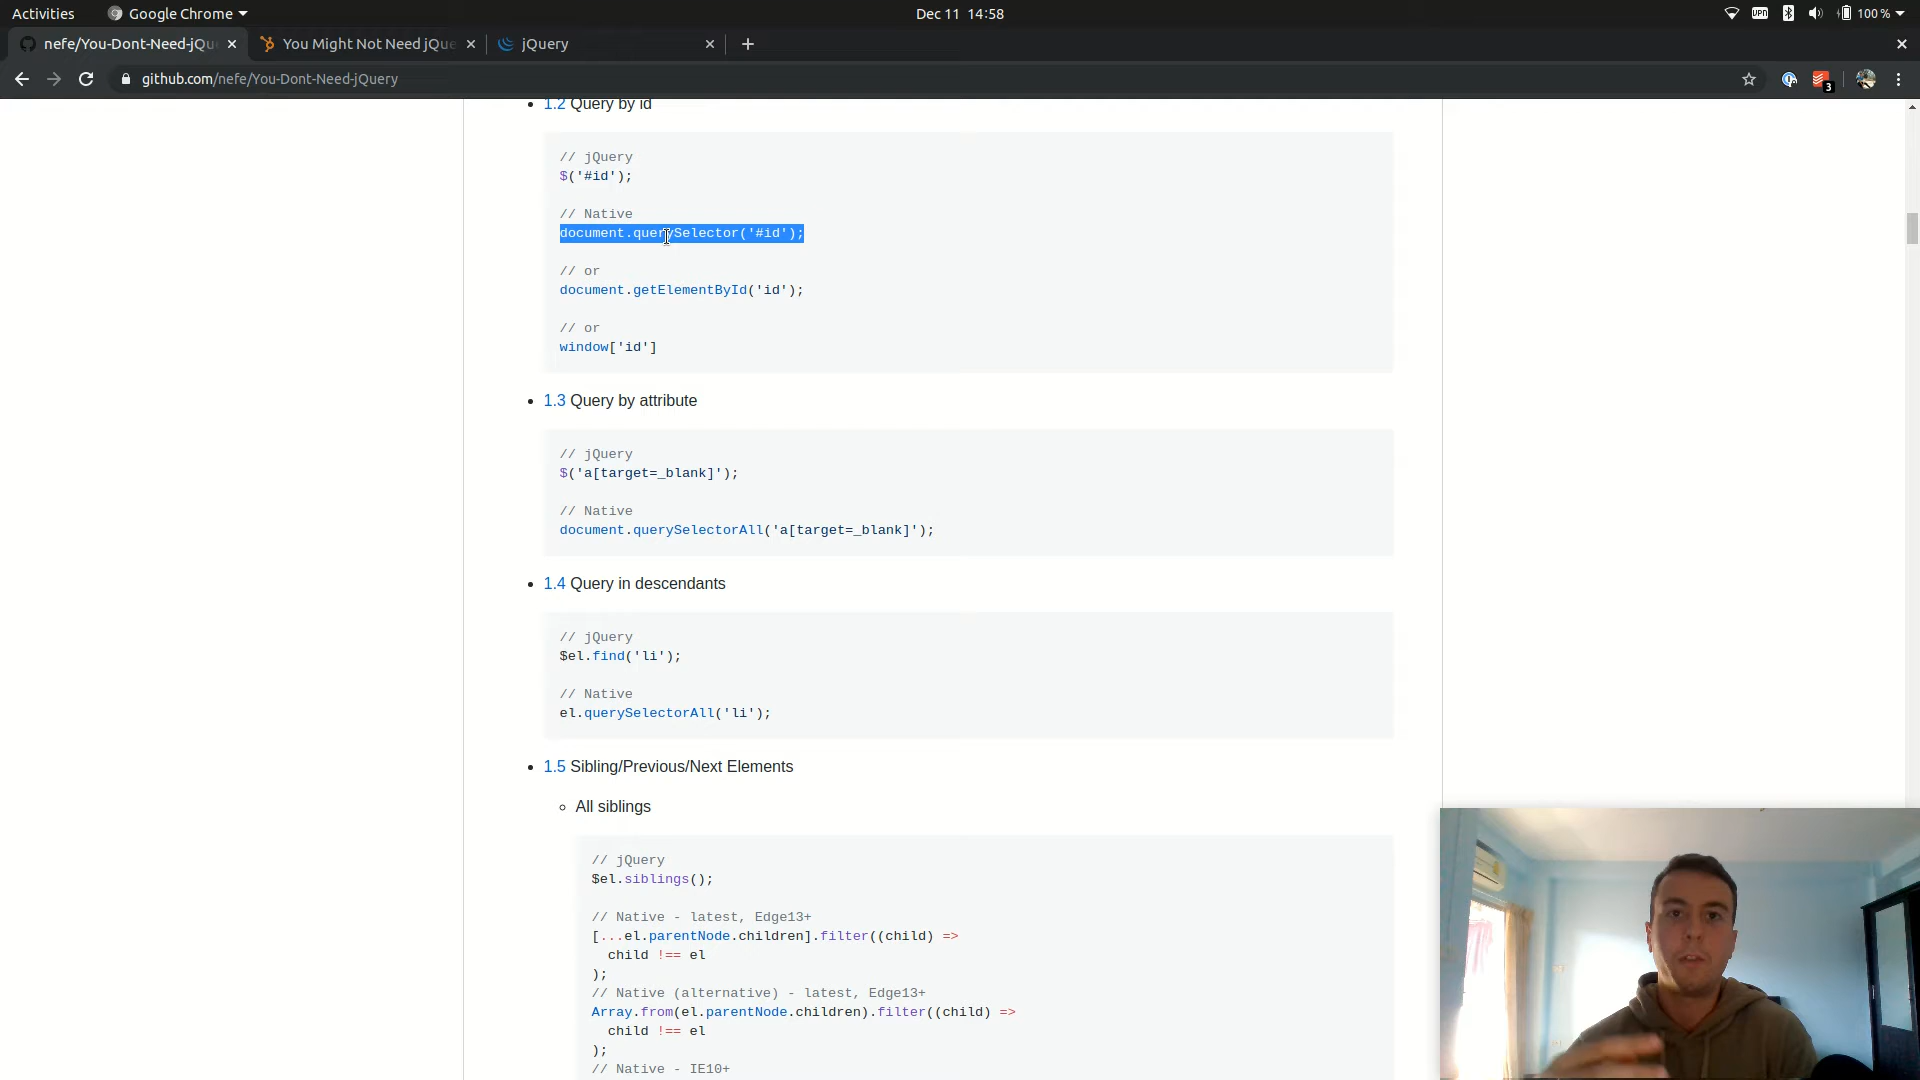 Activities
Google Chrome
Dec 11 14:58
VPN
100 %
nefe/You-Dont-Need-jQu
You Might Not Need jQue
jQuery
github.com/nefe/You-Dont-Need-jQuery
3
1.2 Query by id
// jQuery
$('#id');
// Native
document.querySelector('#id');
// or
document.getElementById('id');
// or
window['id']
1.3 Query by attribute
// jQuery
$('a[target=_blank]');
// Native
document.querySelectorAll('a[target=_blank]');
1.4 Query in descendants
// jQuery
$el.find('li');
// Native
el.querySelectorAll('li');
1.5 Sibling/Previous/Next Elements
All siblings
// jQuery
$el.siblings();
// Native - latest, Edge13+
[...el.parentNode.children].filter((child) =>
child !== el
);
// Native (alternative) - latest, Edge13+
Array.from(el.parentNode.children).filter((child) =>
child !== el
);
// Native - IE10+